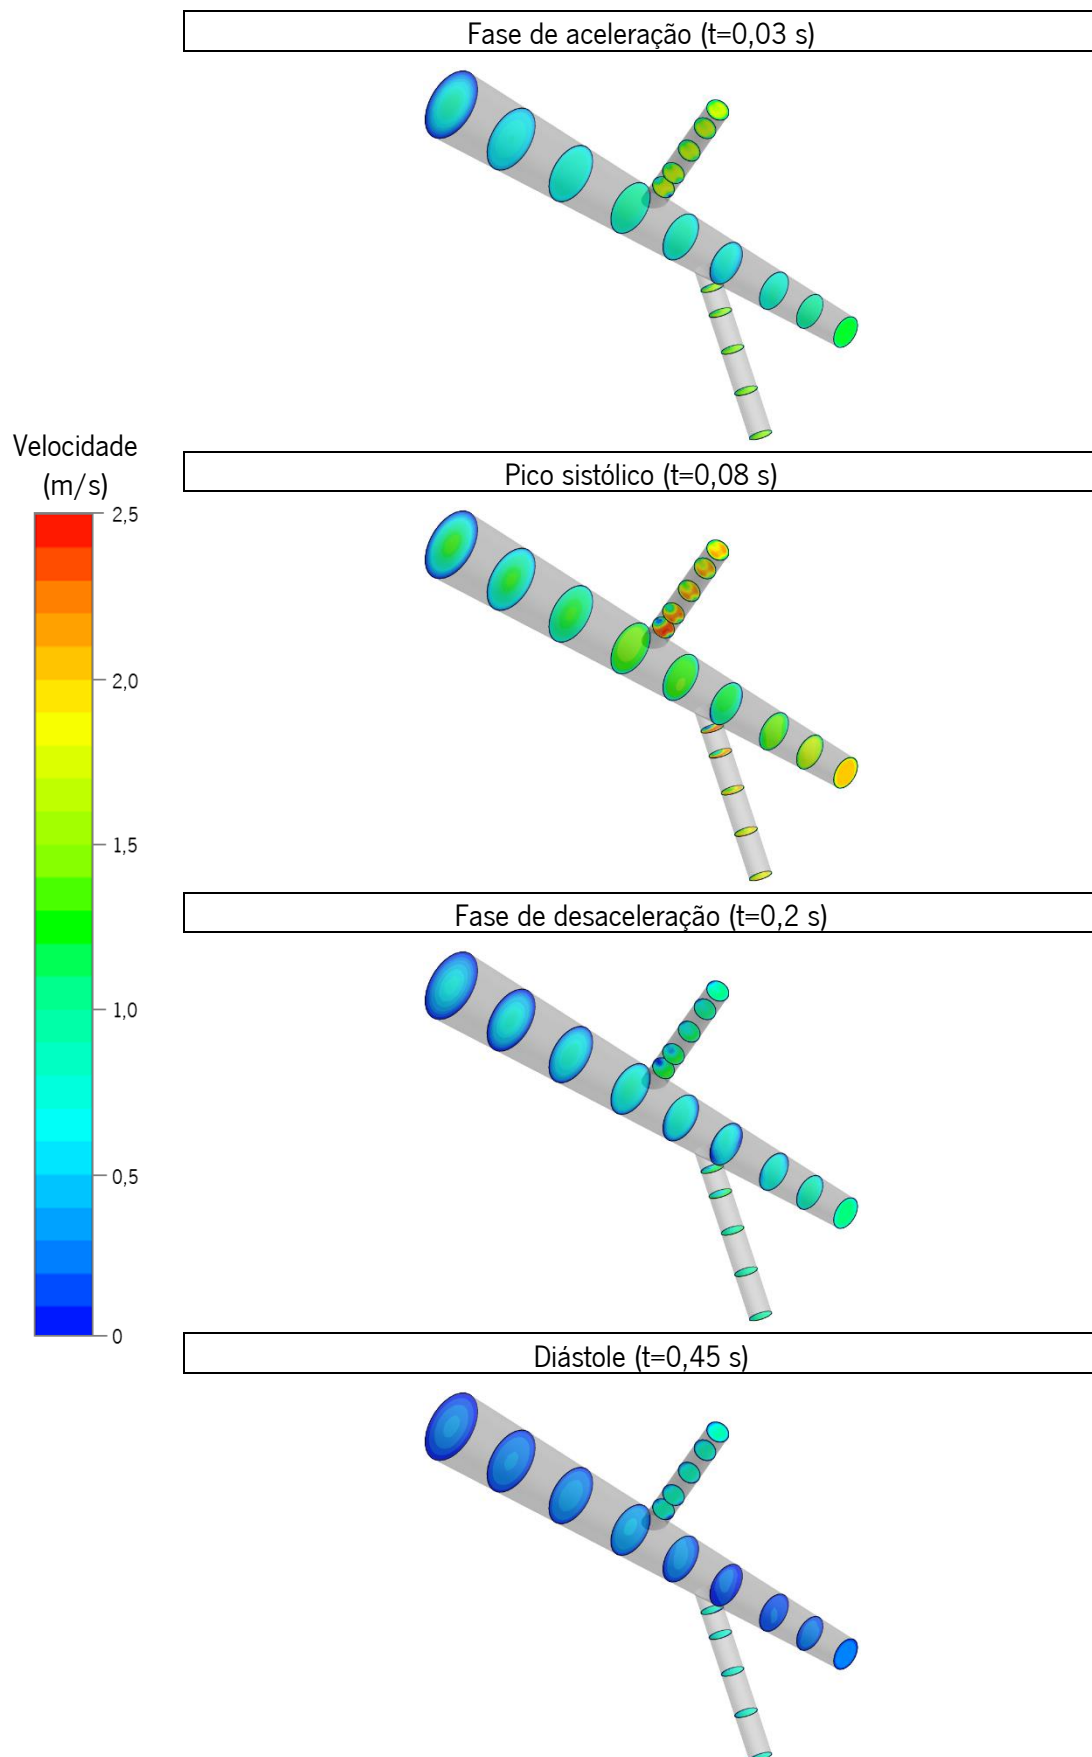 Fase de aceleração (t=0,03 s)
Velocidade
(m/s)
Pico sistólico (t=0,08 s)
2,5
2,0
1,5
1,0
0,5
0
Fase de desaceleração (t=0,2 s)
Diástole (t=0,45 s)